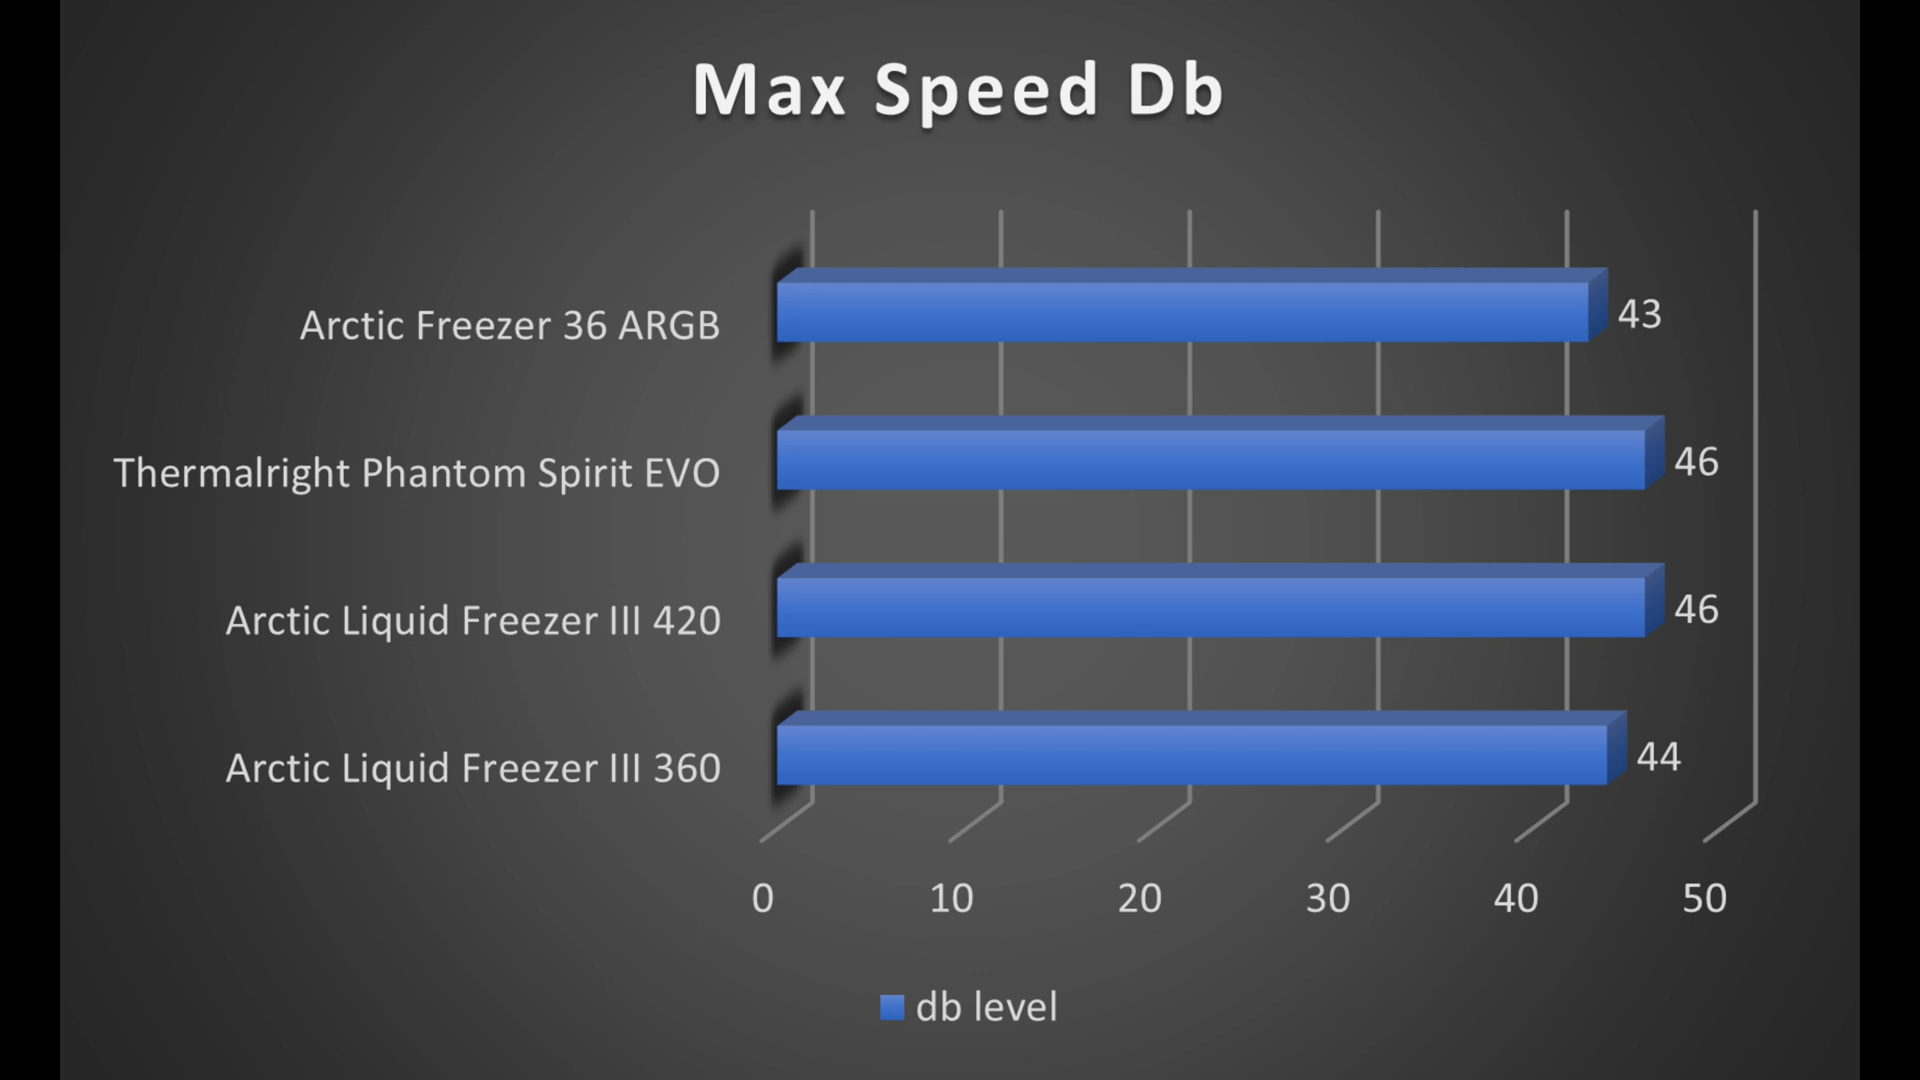 Max Speed Db
Arctic Freezer 36 ARGB
43
Thermalright Phantom Spirit EVO
46
Arctic Liquid Freezer III 420
46
Arctic Liquid Freezer III 360
44
0 10 20 30 40 50
db level